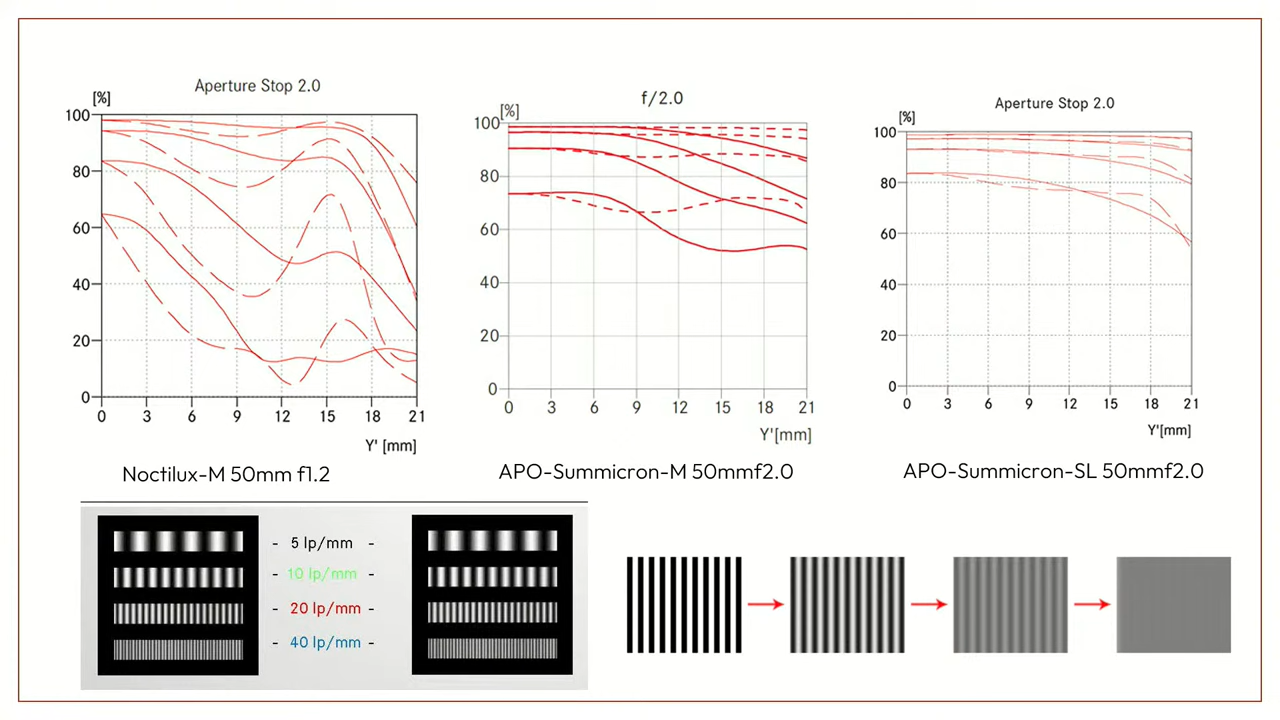 Aperture Stop 2.0
[%]
100
80
60
40
20
0
0 3 6 9 12 15 18 21
Y' [mm]
Noctilux-M 50mm f1.2
f/2.0
[%]
100
80
60
40
20
0
0 3 6 9 12 15 18 21
Y'[mm]
APO-Summicron-M 50mmf2.0
Aperture Stop 2.0
[%]
100
80
60
40
20
0
0 3 6 9 12 15 18 21
Y'[mm]
APO-Summicron-SL 50mmf2.0
- 5 lp/mm -
- 10 lp/mm -
- 20 lp/mm -
- 40 lp/mm -